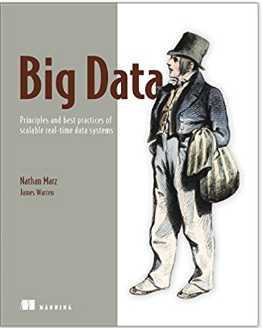 Big Data
Principles and best practices of
scalable real-time data systems
Nathan Marz
James Warren
MANNING